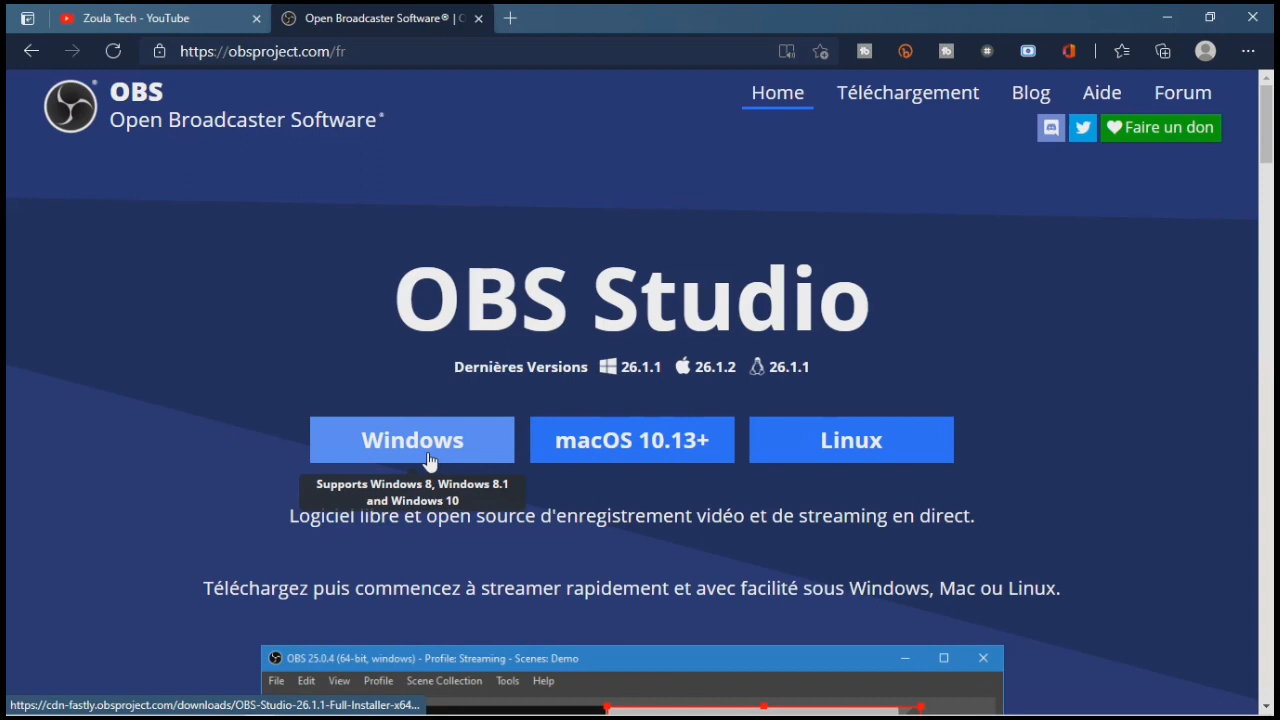 Zoula Tech - YouTube
Open Broadcaster Software® |
https://obsproject.com/fr
OBS
Open Broadcaster Software®
Home
Téléchargement
Blog
Aide
Forum
Faire un don
OBS Studio
Dernières Versions 26.1.1 26.1.2 26.1.1
Windows
macOS 10.13+
Linux
Supports Windows 8, Windows 8.1
and Windows 10
Logiciel libre et open source d'enregistrement vidéo et de streaming en direct.
Téléchargez puis commencez à streamer rapidement et avec facilité sous Windows, Mac ou Linux.
OBS 25.0.4 (64-bit, windows) - Profile: Streaming - Scenes: Demo
File Edit View Profile Scene Collection Tools Help
https://cdn-fastly.obsproject.com/downloads/OBS-Studio-26.1.1-Full-Installer-x64...